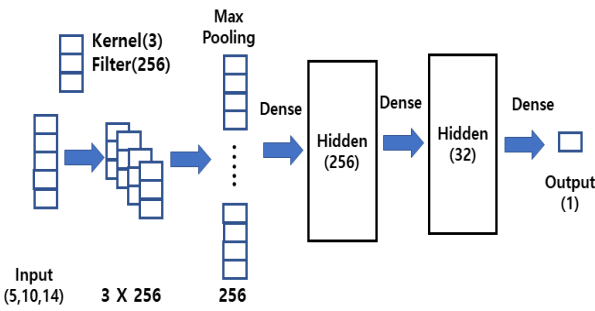 Max
Pooling
Kernel(3)
Filter(256)
Dense
Dense
Dense
Hidden
(256)
Hidden
(32)
Output
(1)
Input
(5,10,14)
3 X 256
256